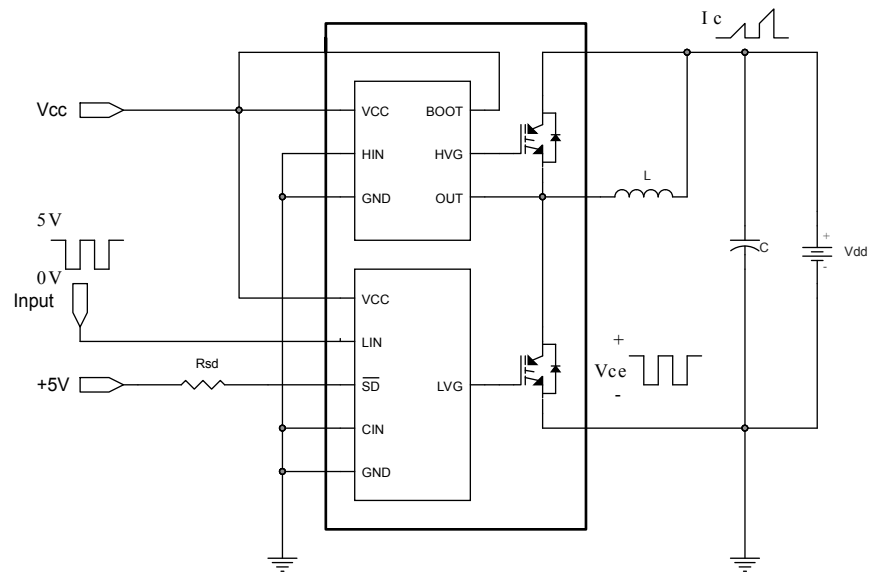 I c
Vcc
VCC
BOOT
HIN
HVG
GND
OUT
L
5V
0V
Input
C
+
Vdd
-
VCC
LIN
+5V
Rsd
S̅D̅
LVG
CIN
GND
+
Vce
-